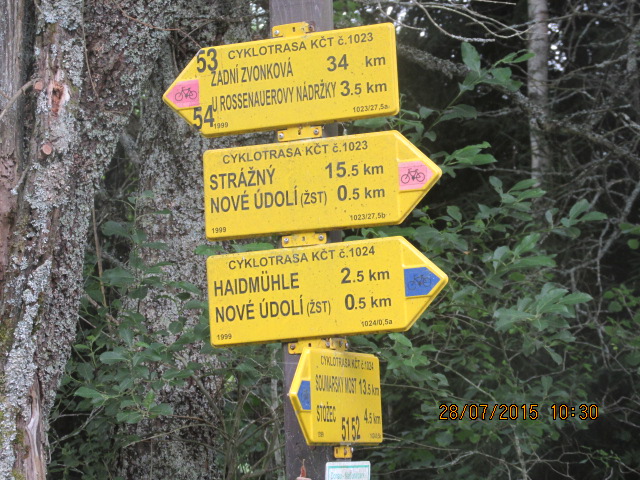 CYKLOTRASA KČT č.1023
53
ZADNÍ ZVONKOVÁ 34 km
U ROSSENAUEROVY NÁDRŽKY 3.5 km
54
1999 1023/27,5a
CYKLOTRASA KČT č.1023
STRÁŽNÝ 15.5 km
NOVÉ ÚDOLÍ (ŽST) 0.5 km
1999 1023/27,5b
CYKLOTRASA KČT č.1024
HAIDMÜHLE 2.5 km
NOVÉ ÚDOLÍ (ŽST) 0.5 km
1999 1024/0,5a
CYKLOTRASA KČT č.1024
SOUMARSKÝ MOST 13.5 km
STOŽEC 4.5 km
51 52
28/07/2015 10:30